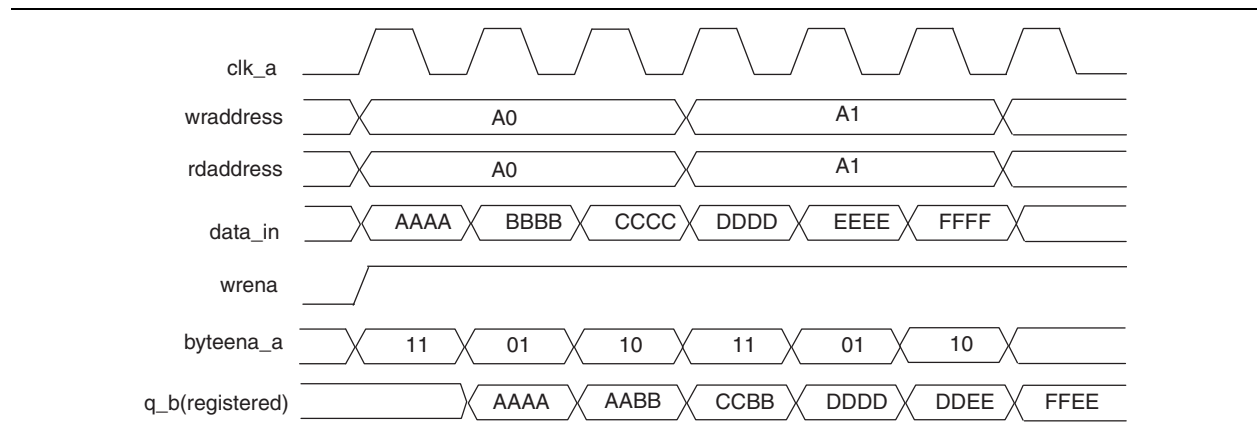 clk_a
wraddress A0 A1
rdaddress A0 A1
data_in AAAA BBBB CCCC DDDD EEEE FFFF
wrena
byteena_a 11 01 10 11 01 10
q_b(registered) AAAA AABB CCBB DDDD DDEE FFEE